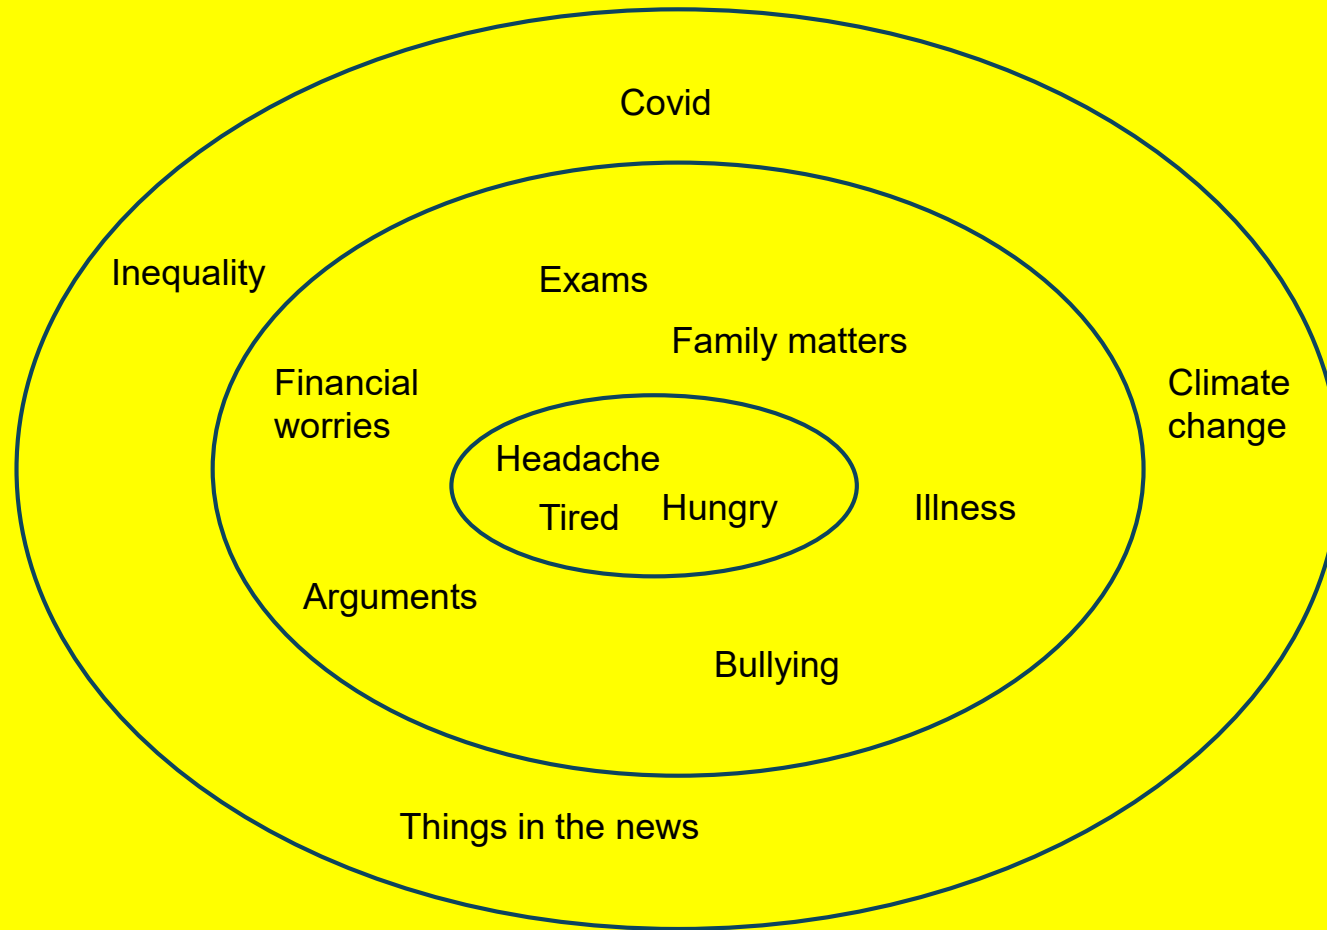 Covid
Inequality
Exams
Family matters
Financial
worries
Climate
change
Headache
Tired
Hungry
Illness
Arguments
Bullying
Things in the news